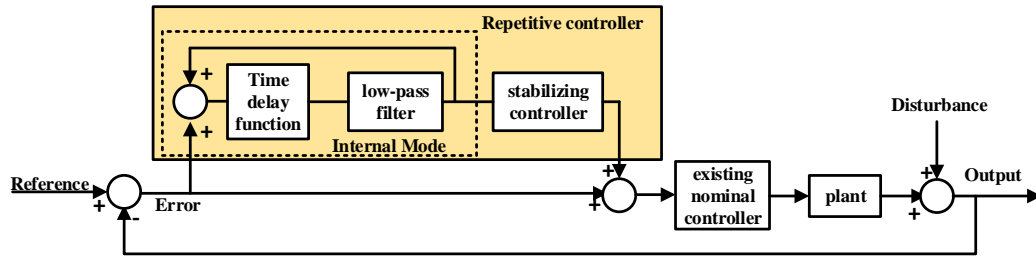 Repetitive controller
+
Time
delay
function
low-pass
filter
stabilizing
controller
+
Internal Mode
Disturbance
+
Reference
+
-
Error
+
+
existing
nominal
controller
plant
+
+
Output